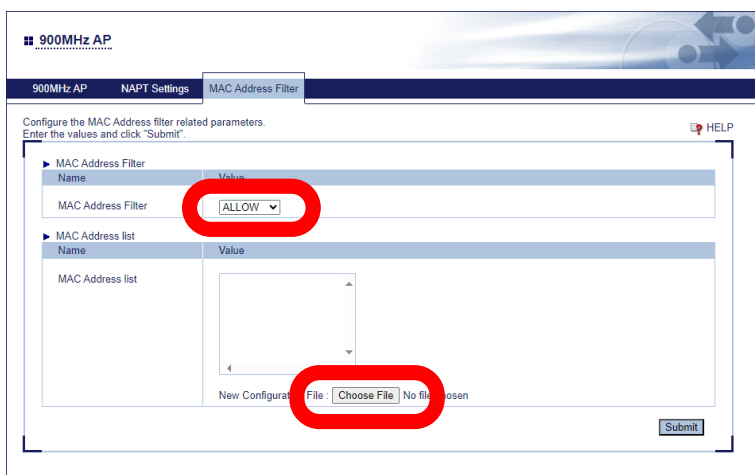 900MHz AP
900MHz AP NAPT Settings MAC Address Filter
Configure the MAC Address filter related parameters.
Enter the values and click "Submit".
HELP
MAC Address Filter
Name Value
MAC Address Filter ALLOW
MAC Address list
Name Value
MAC Address list
New Configurat File : Choose File No file osen
Submit